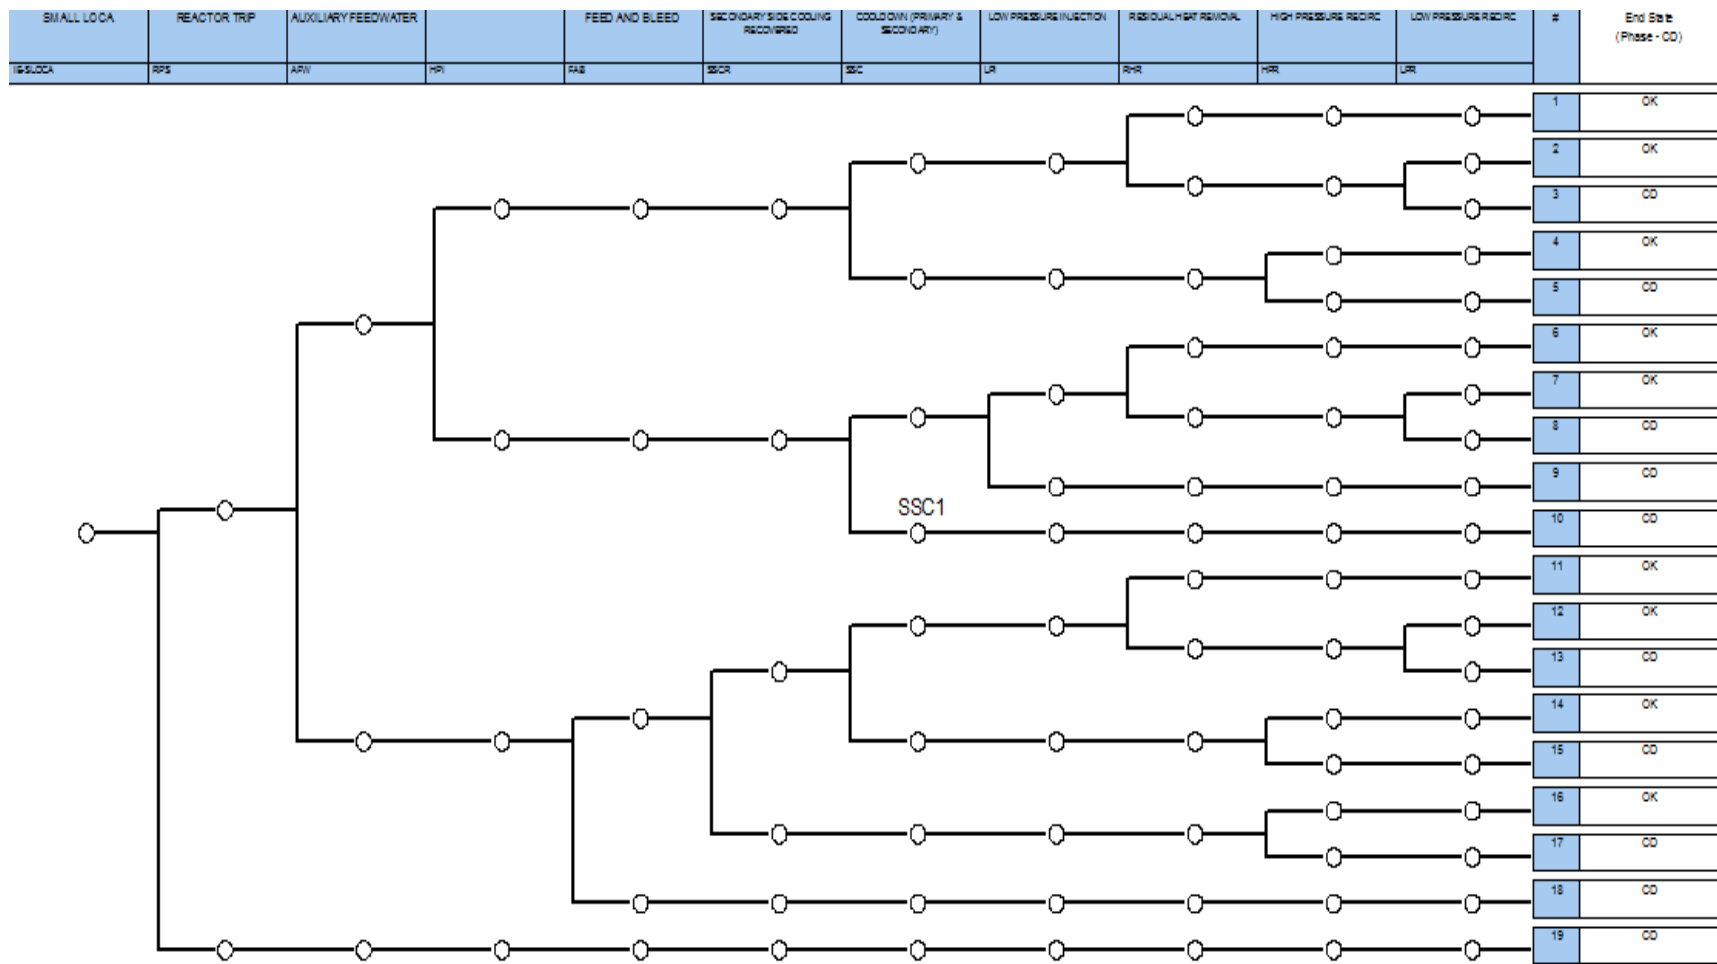 SMALL LOCA
REACTOR TRIP
AUXILIARY FEEDWATER
FEED AND BLEED
SECONDARY SIDE COOLING
RECOVERED
COOLDOWN (PRIMARY &
SECONDARY)
LOW PRESSURE INJECTION
RESIDUAL HEAT REMOVAL
HIGH PRESSURE RECIRC
LOW PRESSURE RECIRC
#
End State
(Phase - CD)
IE-SLOCA
RPS
AFW
HPI
FAB
SSCR
SSC
LPI
RHR
HPR
LPR
1 OK
2 OK
3 CD
4 OK
5 CD
6 OK
7 OK
8 CD
9 CD
SSC1
10 CD
11 OK
12 OK
13 CD
14 OK
15 CD
16 OK
17 CD
18 CD
19 CD